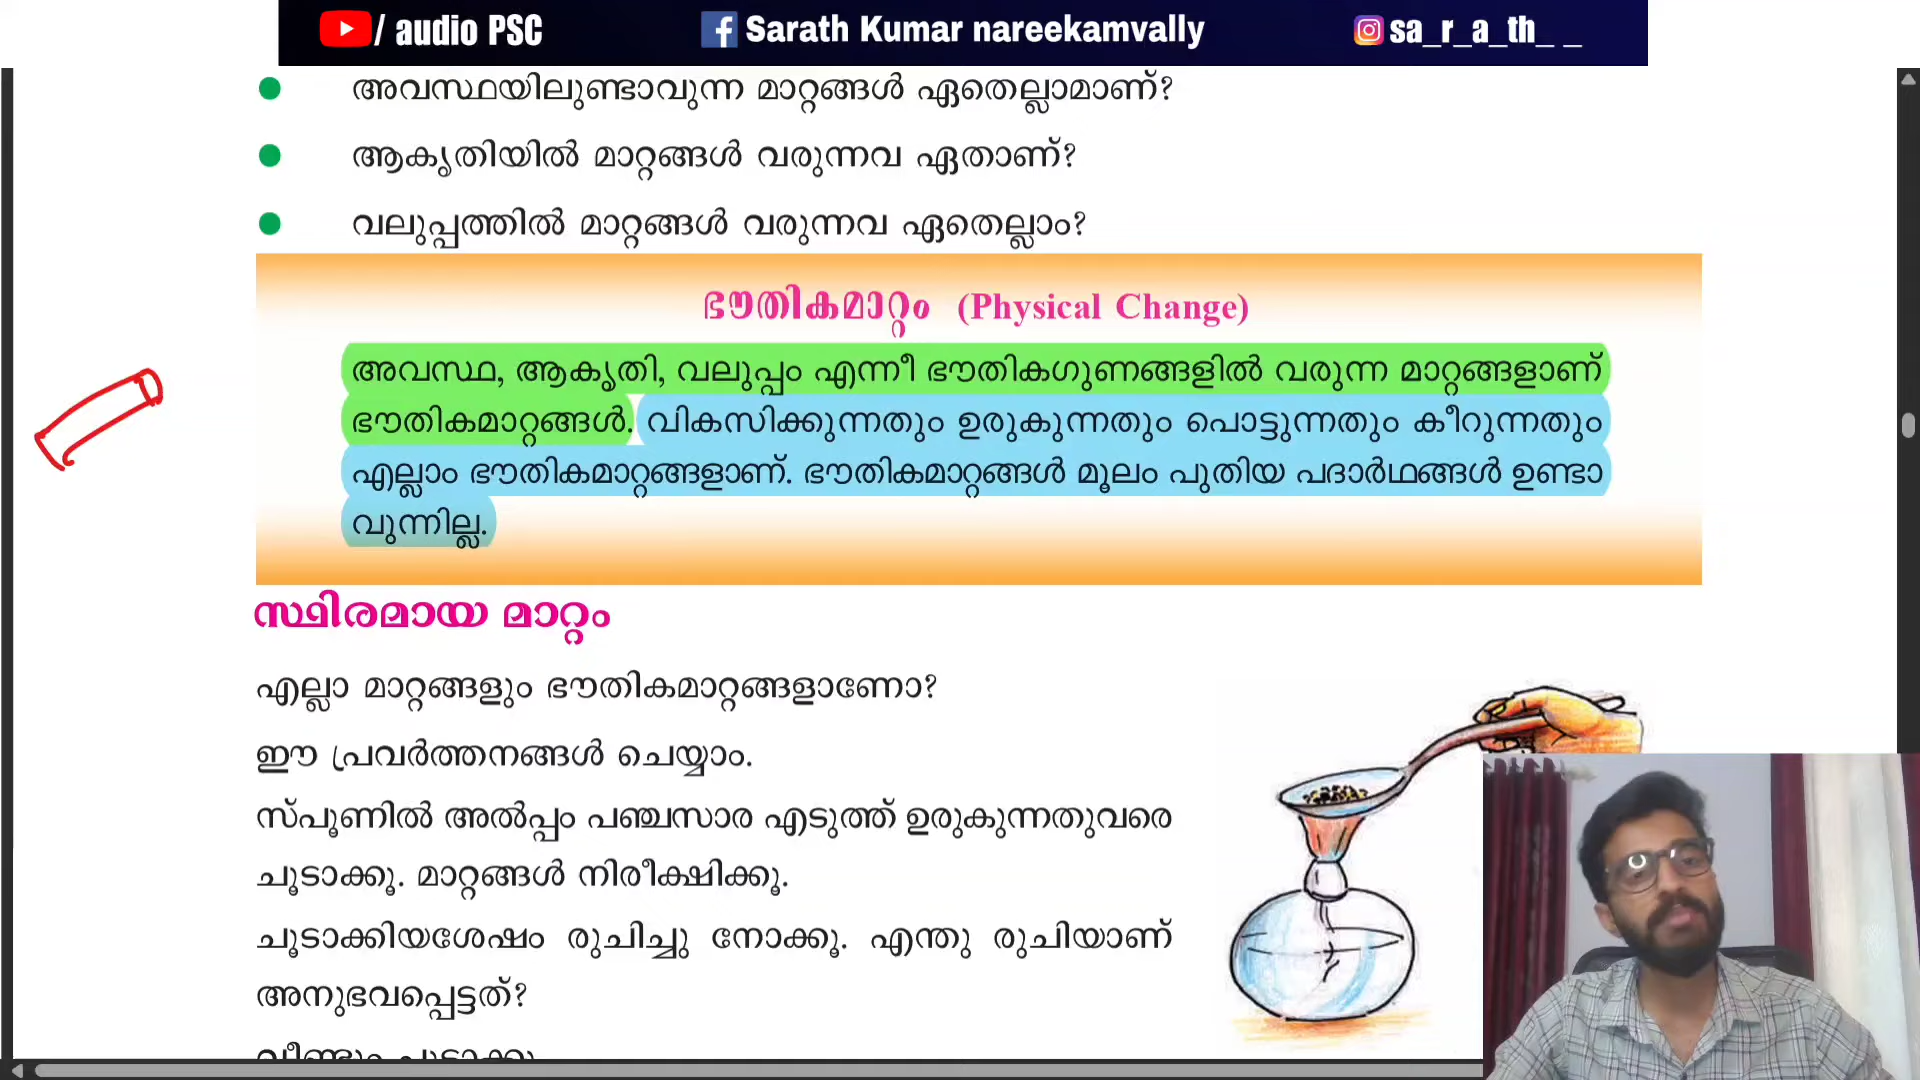 / audio PSC
Sarath Kumar nareekamvally
sa_r_a_th_ _
അവസ്ഥയിലുണ്ടാവുന്ന മാറ്റങ്ങൾ ഏതെല്ലാമാണ്?
ആകൃതിയിൽ മാറ്റങ്ങൾ വരുന്നവ ഏതാണ്?
വലുപ്പത്തിൽ മാറ്റങ്ങൾ വരുന്നവ ഏതെല്ലാം?
ഭൗതികമാറ്റം (Physical Change)
അവസ്ഥ, ആകൃതി, വലുപ്പം എന്നീ ഭൗതികഗുണങ്ങളിൽ വരുന്ന മാറ്റങ്ങളാണ്
ഭൗതികമാറ്റങ്ങൾ. വികസിക്കുന്നതും ഉരുകുന്നതും പൊട്ടുന്നതും കീറുന്നതും
എല്ലാം ഭൗതികമാറ്റങ്ങളാണ്. ഭൗതികമാറ്റങ്ങൾ മൂലം പുതിയ പദാർഥങ്ങൾ ഉണ്ടാ
വുന്നില്ല.
സ്ഥിരമായ മാറ്റം
എല്ലാ മാറ്റങ്ങളും ഭൗതികമാറ്റങ്ങളാണോ?
ഈ പ്രവർത്തനങ്ങൾ ചെയ്യാം.
സ്പൂണിൽ അൽപ്പം പഞ്ചസാര എടുത്ത് ഉരുകുന്നതുവരെ
ചൂടാക്കൂ. മാറ്റങ്ങൾ നിരീക്ഷിക്കൂ.
ചൂടാക്കിയശേഷം രുചിച്ചു നോക്കൂ. എന്തു രുചിയാണ്
അനുഭവപ്പെട്ടത്?